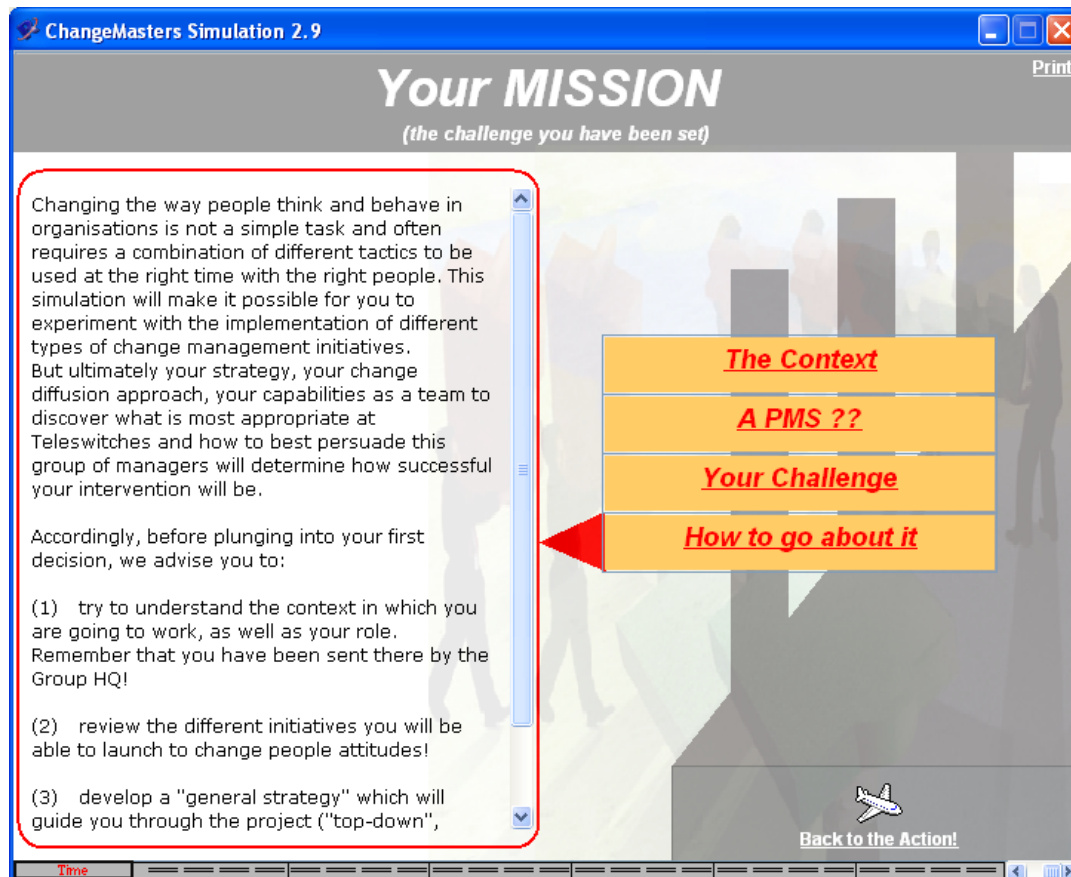 ChangeMasters Simulation 2.9
Print
Your MISSION
(the challenge you have been set)
Changing the way people think and behave in
organisations is not a simple task and often
requires a combination of different tactics to be
used at the right time with the right people. This
simulation will make it possible for you to
experiment with the implementation of different
types of change management initiatives.
But ultimately your strategy, your change
diffusion approach, your capabilities as a team to
discover what is most appropriate at
Teleswitches and how to best persuade this
group of managers will determine how successful
your intervention will be.
Accordingly, before plunging into your first
decision, we advise you to:
(1) try to understand the context in which you
are going to work, as well as your role.
Remember that you have been sent there by the
Group HQ!
(2) review the different initiatives you will be
able to launch to change people attitudes!
(3) develop a "general strategy" which will
guide you through the project ("top-down",
The Context
A PMS ??
Your Challenge
How to go about it
Back to the Action!
Time